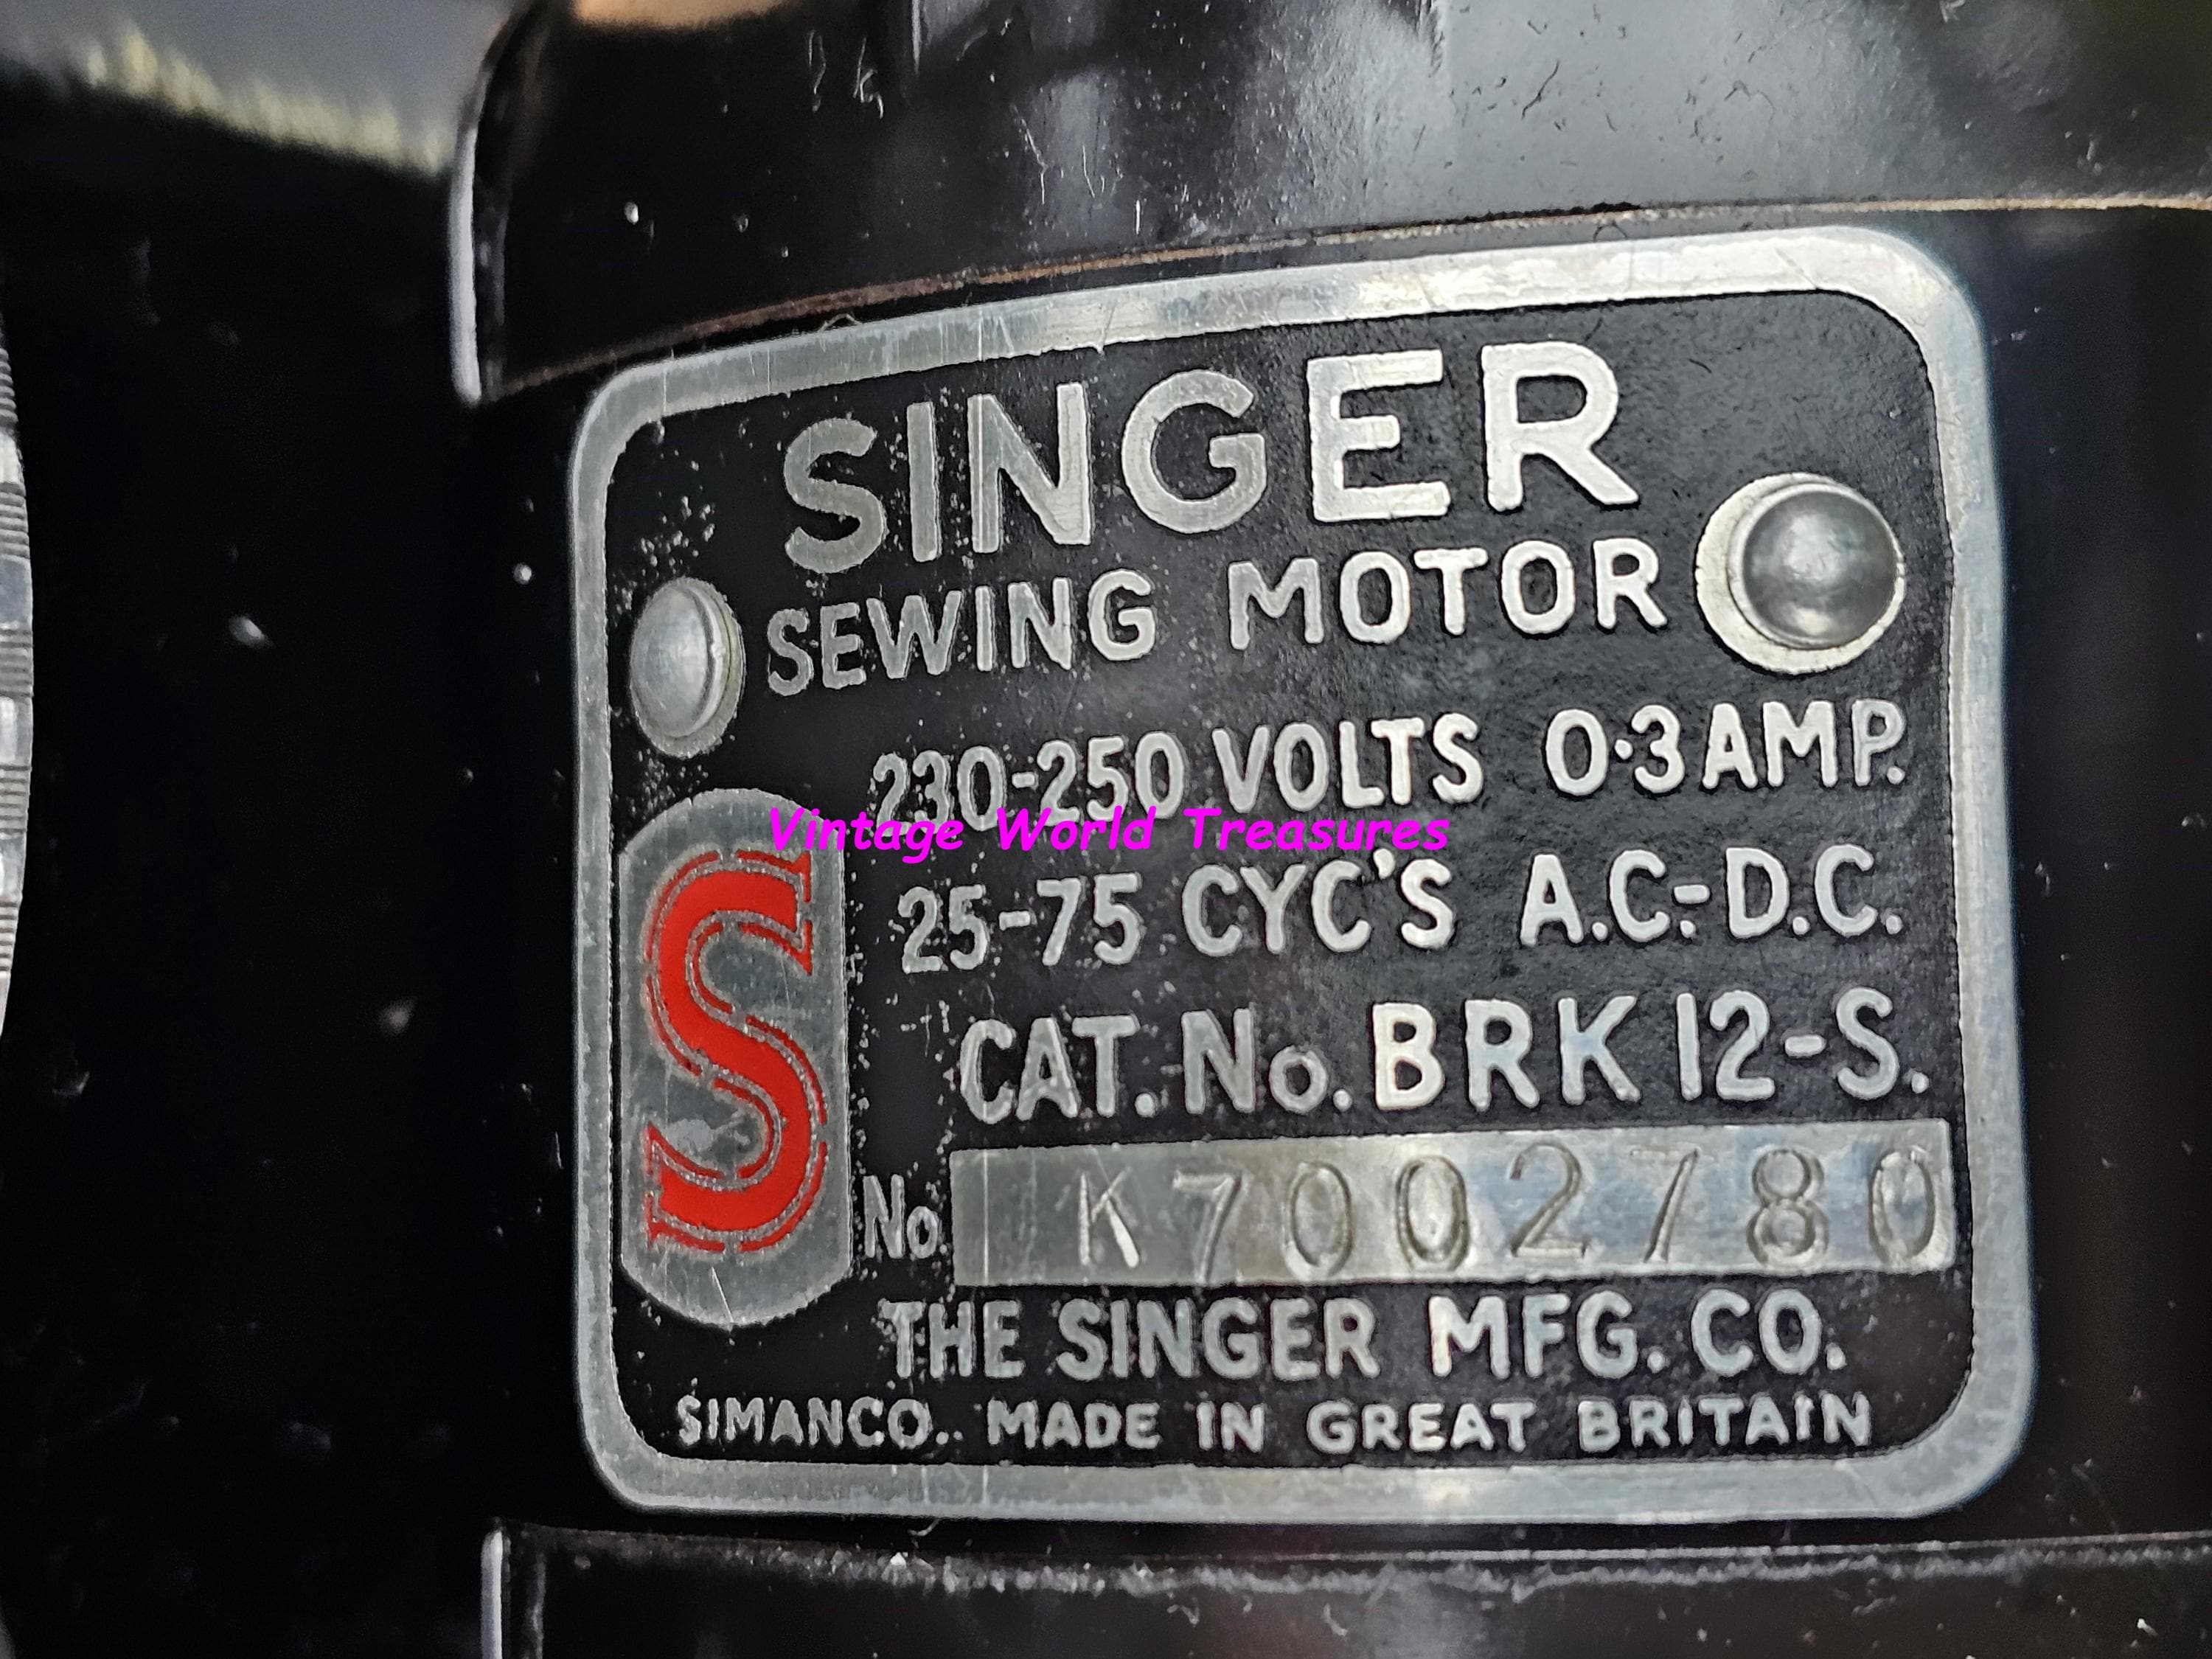 SINGER
SEWING MOTOR
230-250 VOLTS 0·3 AMP.
Vintage World Treasures
25-75 CYC'S A.C.-D.C.
S
CAT. No. BRK 12-S.
No. K7002780
THE SINGER MFG. CO.
SIMANCO.. MADE IN GREAT BRITAIN